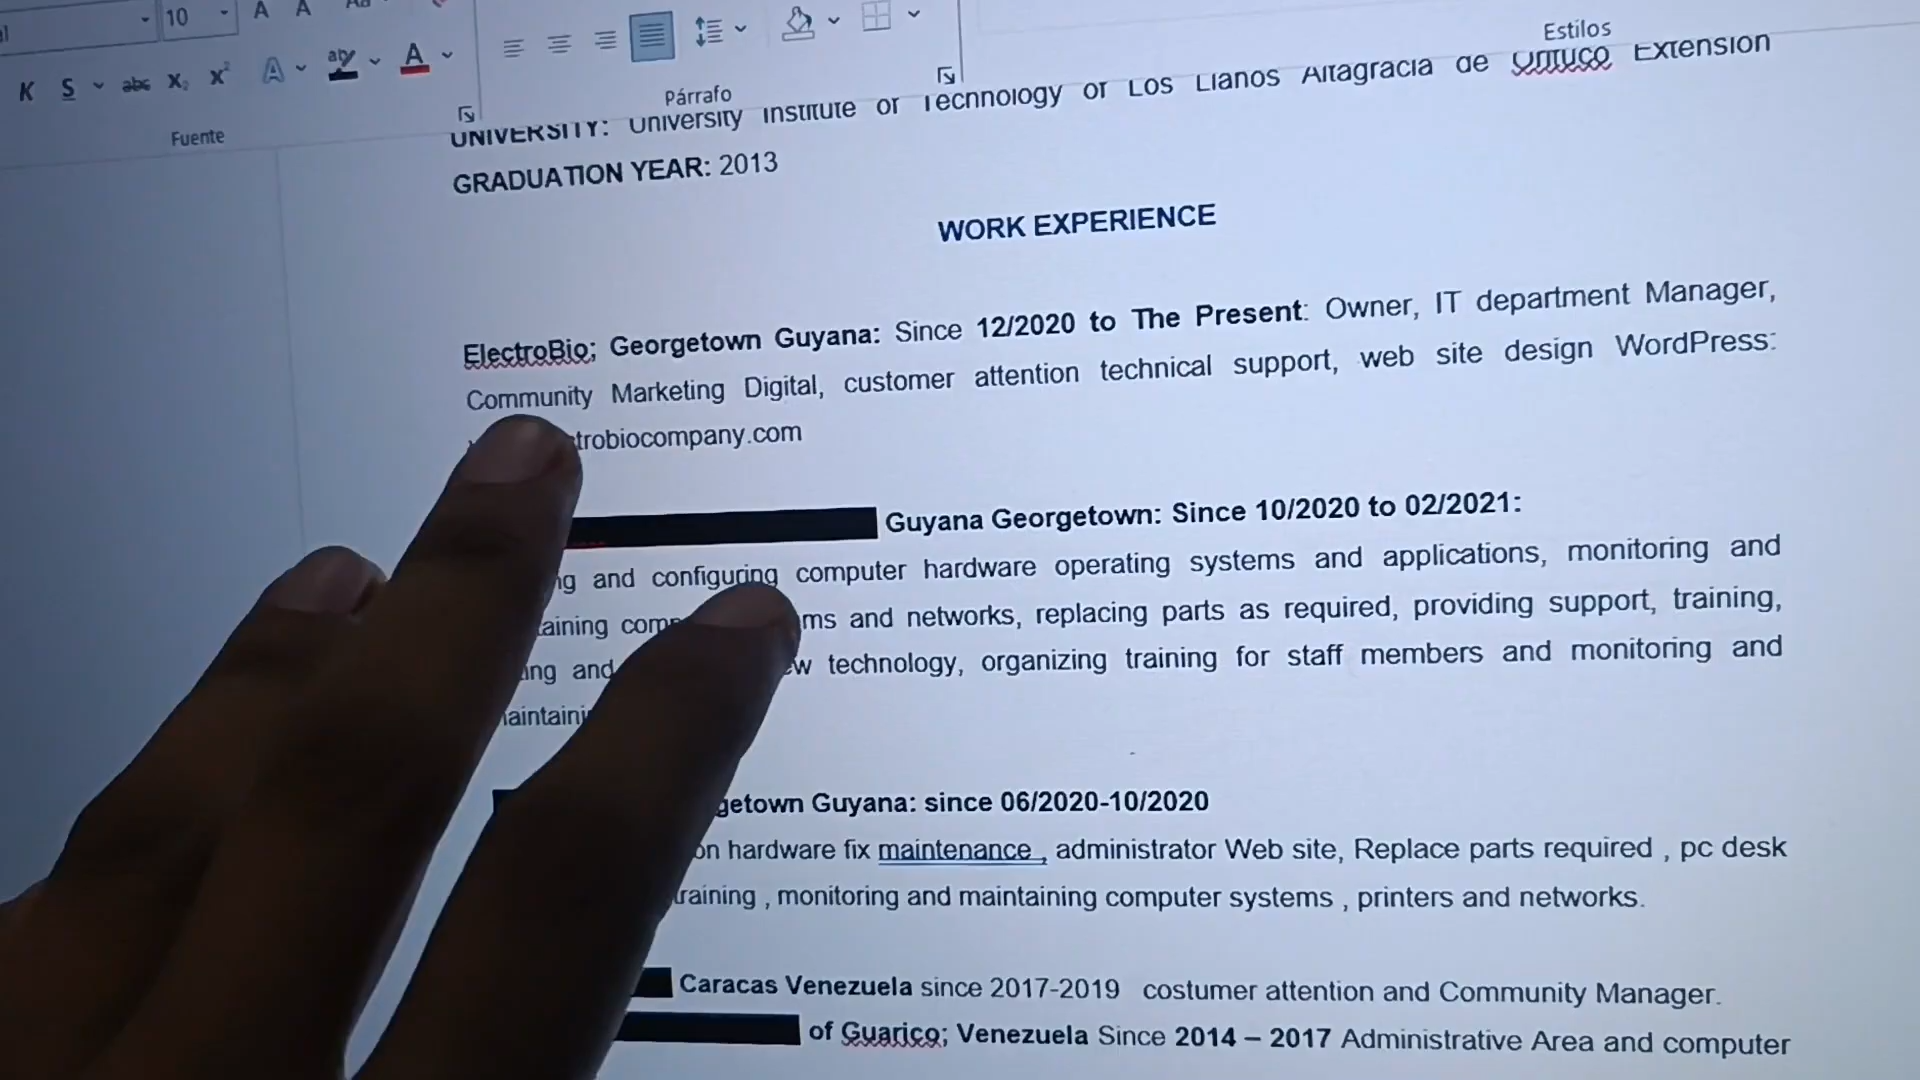 10 A A
K S abc X₂ X² A aby A
Estilos
Párrafo
Fuente
UNIVERSITY: University Institute of Technology of Los Llanos Altagracia de Orituco Extension
GRADUATION YEAR: 2013
WORK EXPERIENCE
ElectroBio; Georgetown Guyana: Since 12/2020 to The Present: Owner, IT department Manager,
Community Marketing Digital, customer attention technical support, web site design WordPress:
trobiocompany.com
Guyana Georgetown: Since 10/2020 to 02/2021:
and configuring computer hardware operating systems and applications, monitoring and
and networks, replacing parts as required, providing support, training,
and technology, organizing training for staff members and monitoring and
getown Guyana: since 06/2020-10/2020
on hardware fix maintenance , administrator Web site, Replace parts required , pc desk
raining , monitoring and maintaining computer systems , printers and networks.
Caracas Venezuela since 2017-2019 costumer attention and Community Manager.
of Guarico; Venezuela Since 2014 – 2017 Administrative Area and computer